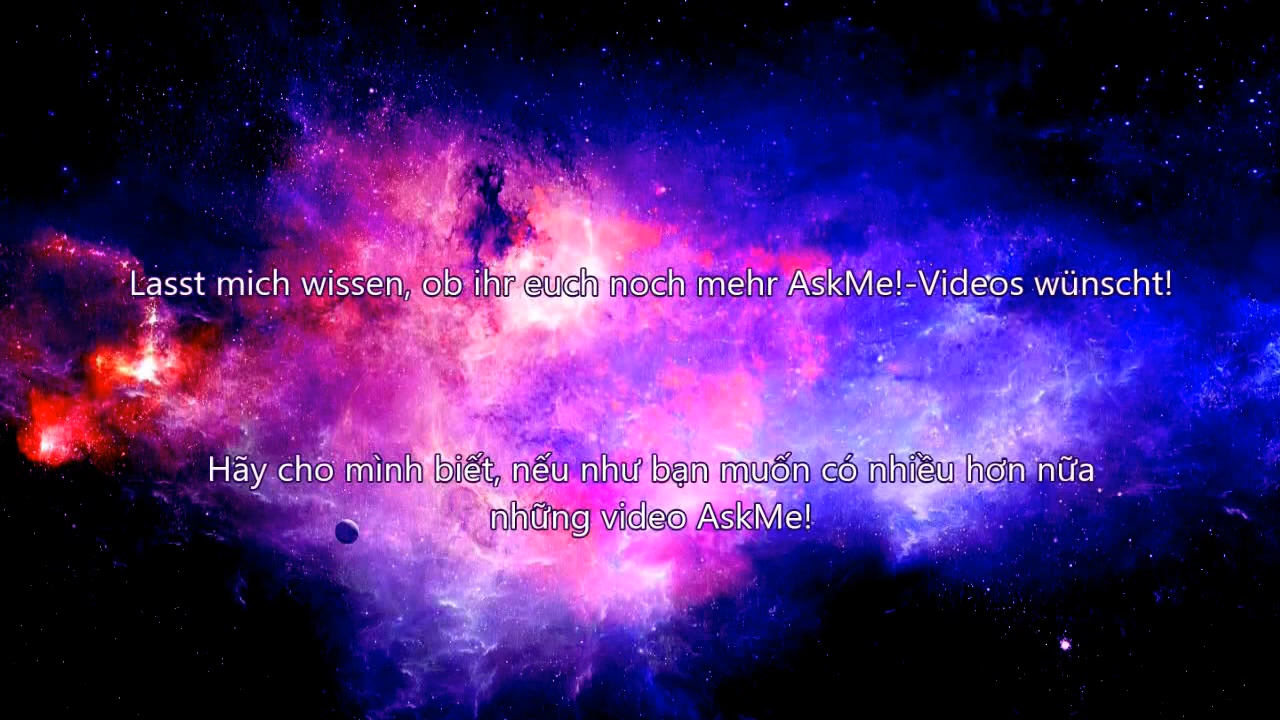 Lasst mich wissen, ob ihr euch noch mehr AskMe!-Videos wünscht!
Hãy cho mình biết, nếu như bạn muốn có nhiều hơn nữa
những video AskMe!